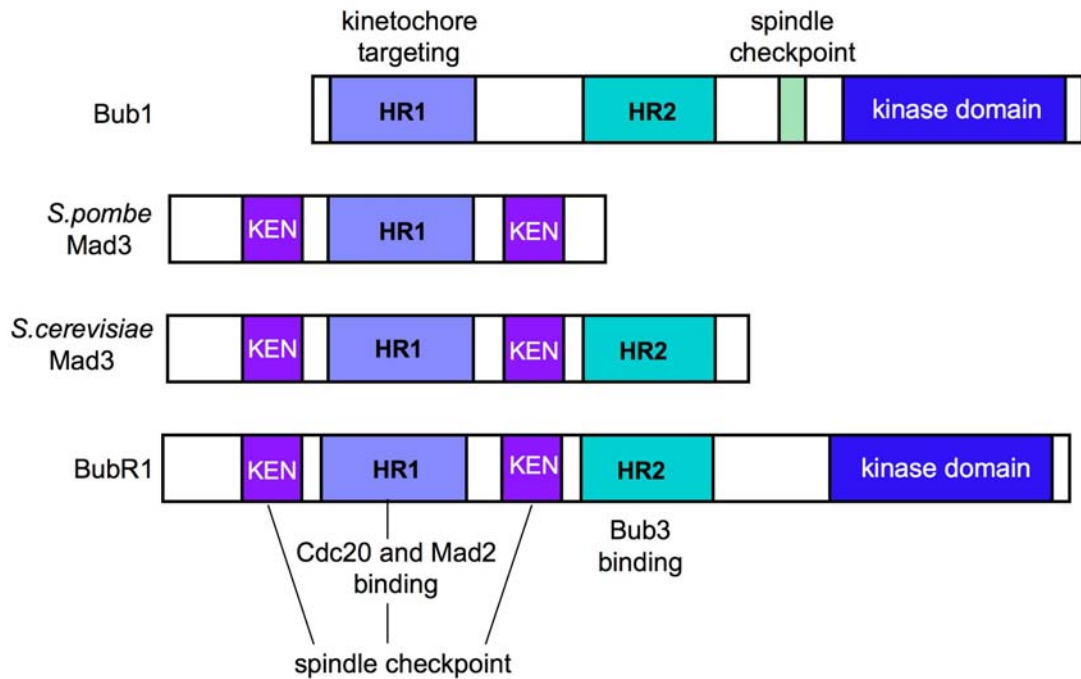 kinetochore
targeting
spindle
checkpoint
Bub1
HR1
HR2
kinase domain
S.pombe
Mad3
KEN
HR1
KEN
S.cerevisiae
Mad3
KEN
HR1
KEN
HR2
BubR1
KEN
HR1
KEN
HR2
kinase domain
Cdc20 and Mad2
binding
Bub3
binding
spindle checkpoint